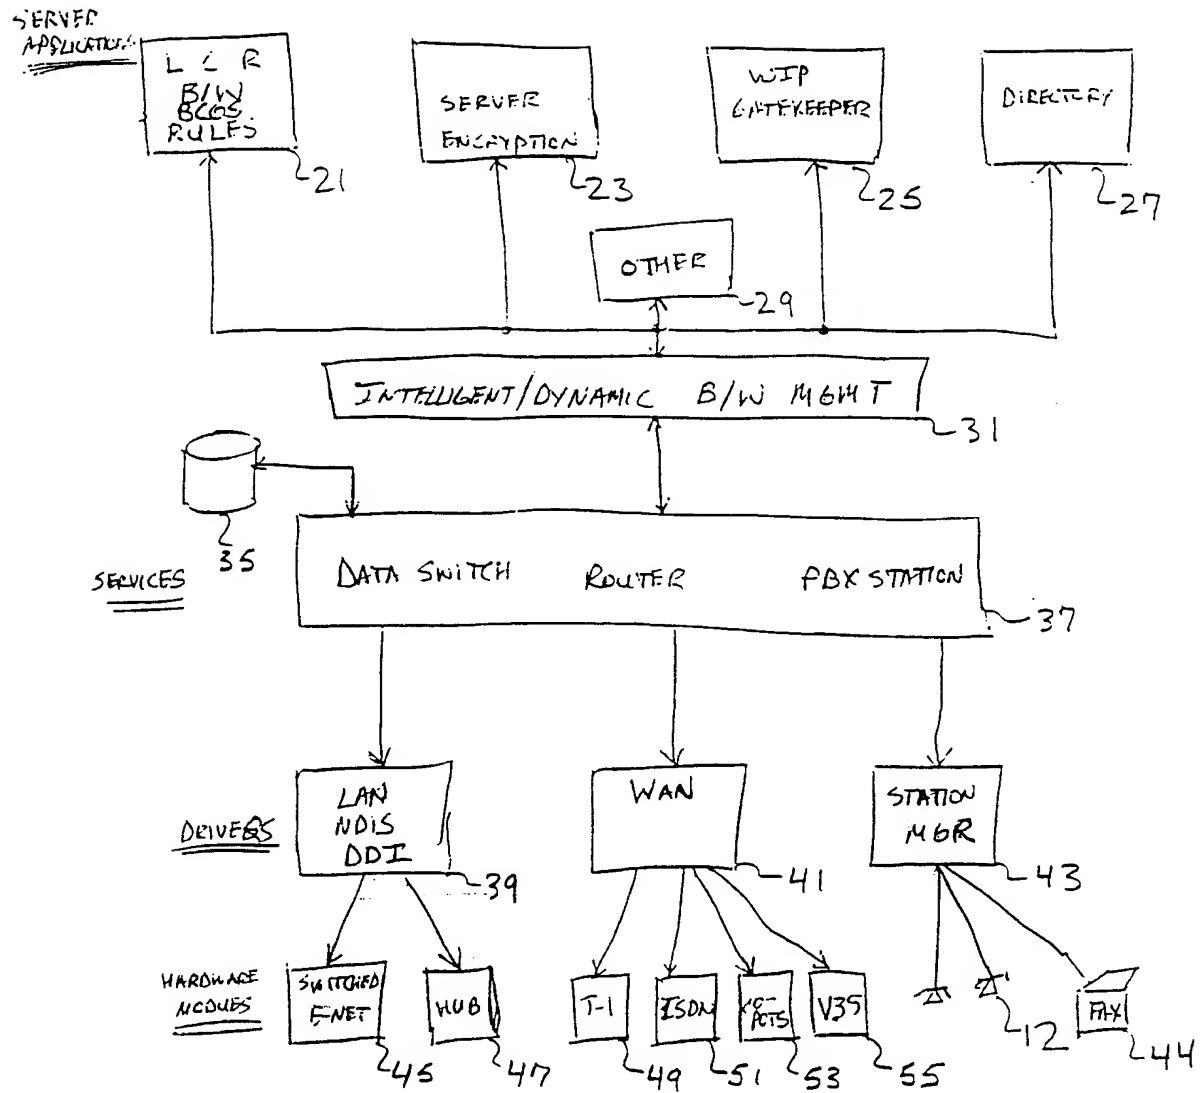 SERVER
APPLICATIONS
L C R
B/W
BCOS
RULES
21
SERVER
ENCRYPTION
23
VOIP
GATEKEEPER
25
DIRECTORY
27
OTHER
29
INTELLIGENT/DYNAMIC B/W MGMT
31
35
SERVICES
DATA SWITCH ROUTER PBX STATION
37
DRIVERS
LAN
NDIS
DDI
39
WAN
41
STATION
MGR
43
HARDWARE
MODULES
SWITCHED
E-NET
45
HUB
47
T-1
49
ISDN
51
POTS
53
V35
55
12
FAX
44